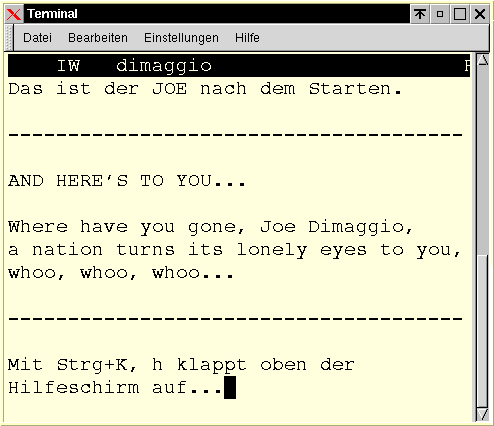 Terminal
Datei Bearbeiten Einstellungen Hilfe
IW dimaggio
Das ist der JOE nach dem Starten.
--------------------------------------
AND HERE'S TO YOU...
Where have you gone, Joe Dimaggio,
a nation turns its lonely eyes to you,
whoo, whoo, whoo...
--------------------------------------
Mit Strg+K, h klappt oben der
Hilfeschirm auf...